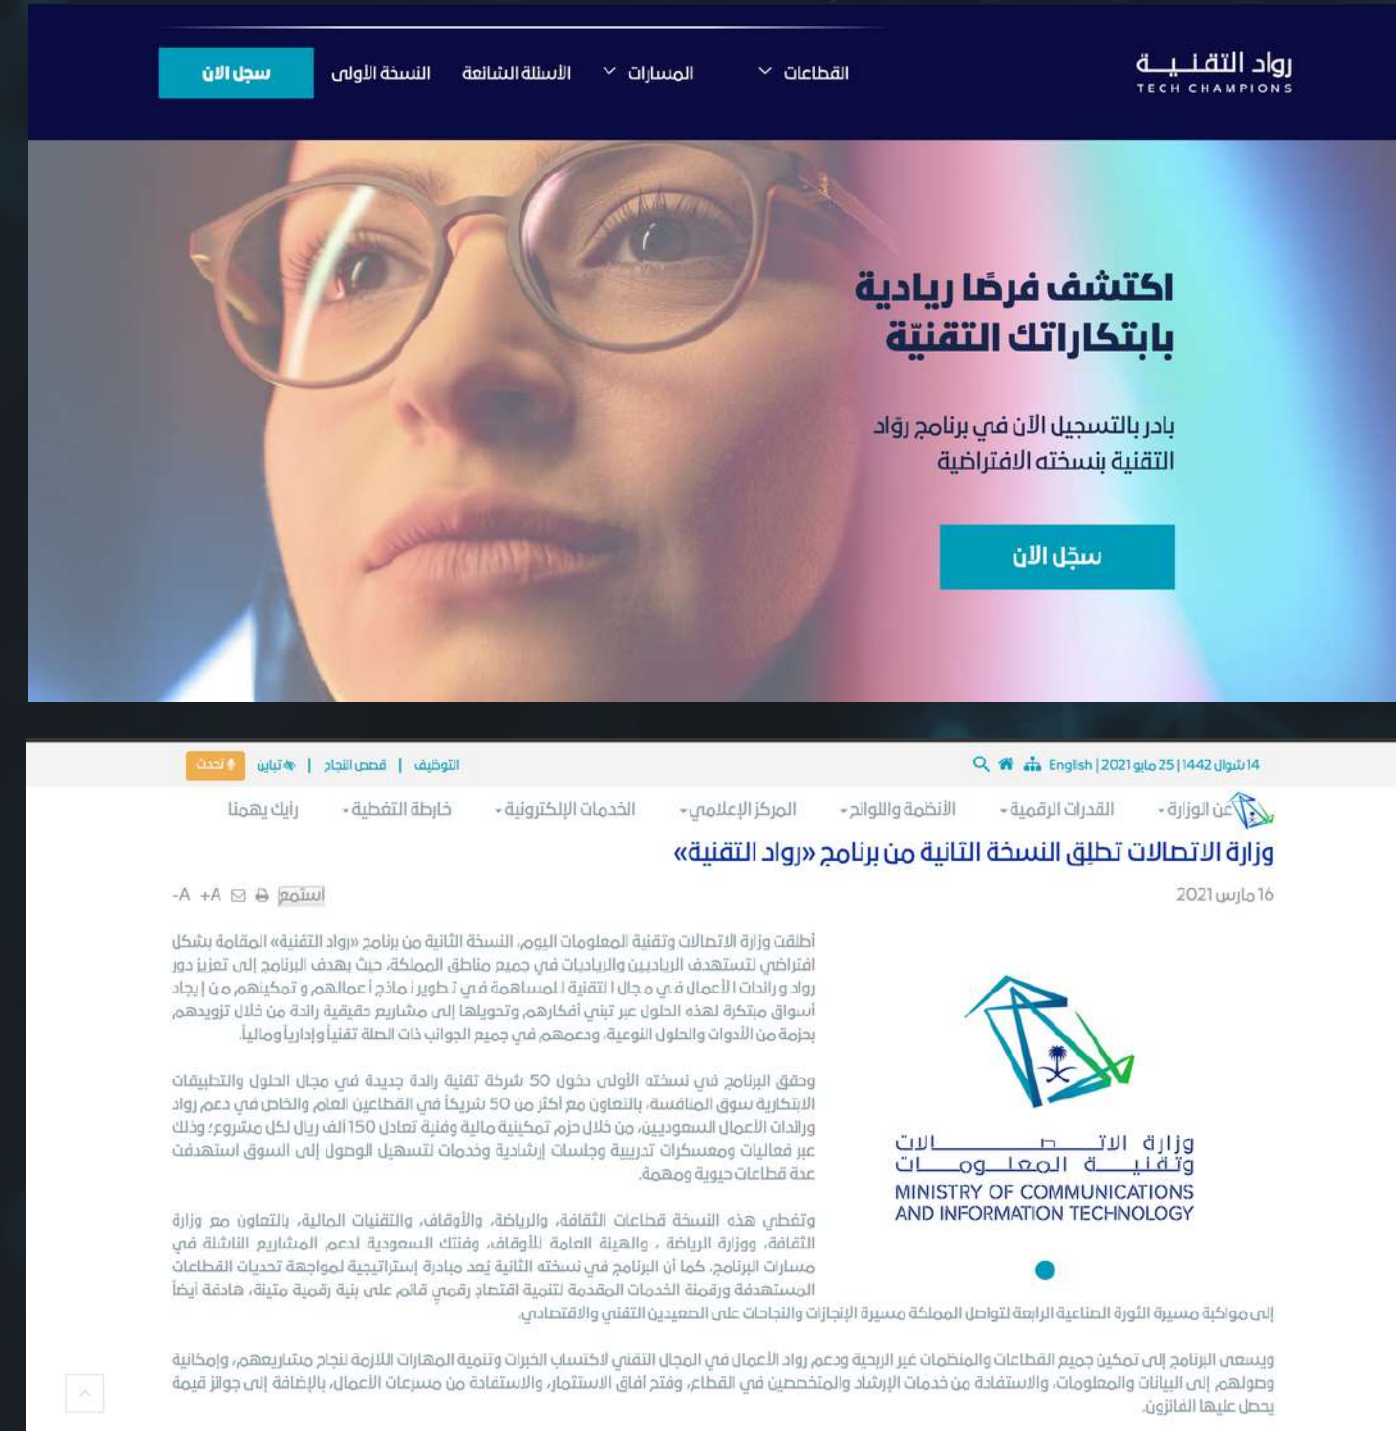 رواد التقنية
TECH CHAMPIONS
القطاعات
المسارات
الأسئلة الشائعة
النسخة الأولى
سجل الان
اكتشف فرصًا ريادية
بابتكاراتك التقنيّة
بادر بالتسجيل الآن في برنامج روّاد
التقنية بنسخته الافتراضية
سجّل الآن
14 شوال 1442 | 25 مايو 2021 | English
التوظيف | قصص النجاح | تباين
تحدث
عن الوزارة
القدرات الرقمية
الأنظمة واللوائح
المركز الإعلامي
الخدمات الإلكترونية
خارطة التغطية
رأيك يهمنا
وزارة الاتصالات تطلق النسخة الثانية من برنامج «رواد التقنية»
16 مارس 2021
استمع
A+ A-
أطلقت وزارة الاتصالات وتقنية المعلومات اليوم، النسخة الثانية من برنامج «رواد التقنية» المقامة بشكل
افتراضي لتستهدف الرياديين والرياديات في جميع مناطق المملكة، حيث يهدف البرنامج إلى تعزيز دور
رواد ورائدات الأعمال في مجال التقنية للمساهمة في تطوير نماذج أعمالهم وتمكينهم من إيجاد
أسواق مبتكرة لهذه الحلول عبر تبني أفكارهم وتحويلها إلى مشاريع حقيقية رائدة من خلال تزويدهم
بحزمة من الأدوات والحلول النوعية، ودعمهم في جميع الجوانب ذات الصلة تقنياً وإدارياً ومالياً.
وحقق البرنامج في نسخته الأولى دخول 50 شركة تقنية رائدة جديدة في مجال الحلول والتطبيقات
الابتكارية سوق المنافسة، بالتعاون مع أكثر من 50 شريكاً في القطاعين العام والخاص في دعم رواد
ورائدات الأعمال السعوديين، من خلال حزم تمكينية مالية وفنية تعادل 150 ألف ريال لكل مشروع؛ وذلك
عبر فعاليات ومعسكرات تدريبية وجلسات إرشادية وخدمات لتسهيل الوصول إلى السوق استهدفت
عدة قطاعات حيوية ومهمة.
وزارة الاتصالات
وتقنية المعلومات
MINISTRY OF COMMUNICATIONS
AND INFORMATION TECHNOLOGY
وتغطي هذه النسخة قطاعات الثقافة، والرياضة، والأوقاف، والتقنيات المالية، بالتعاون مع وزارة
الثقافة، ووزارة الرياضة ، والهيئة العامة للأوقاف، وفنتك السعودية لدعم المشاريع الناشئة في
مسارات البرنامج، كما أن البرنامج في نسخته الثانية يُعد مبادرة إستراتيجية لمواجهة تحديات القطاعات
المستهدفة ورقمنة الخدمات المقدمة لتنمية اقتصادٍ رقمي قائم على بنية رقمية متينة، هادفة أيضاً
إلى مواكبة مسيرة الثورة الصناعية الرابعة لتواصل المملكة مسيرة الإنجازات والنجاحات على الصعيدين التقني والاقتصادي.
ويسعى البرنامج إلى تمكين جميع القطاعات والمنظمات غير الربحية ودعم رواد الأعمال في المجال التقني لاكتساب الخبرات وتنمية المهارات اللازمة لنجاح مشاريعهم، وإمكانية
وصولهم إلى البيانات والمعلومات، والاستفادة من خدمات الإرشاد والمتخصصين في القطاع، وفتح آفاق الاستثمار، والاستفادة من مسرعات الأعمال، بالإضافة إلى جوائز قيمة
يحصل عليها الفائزون.